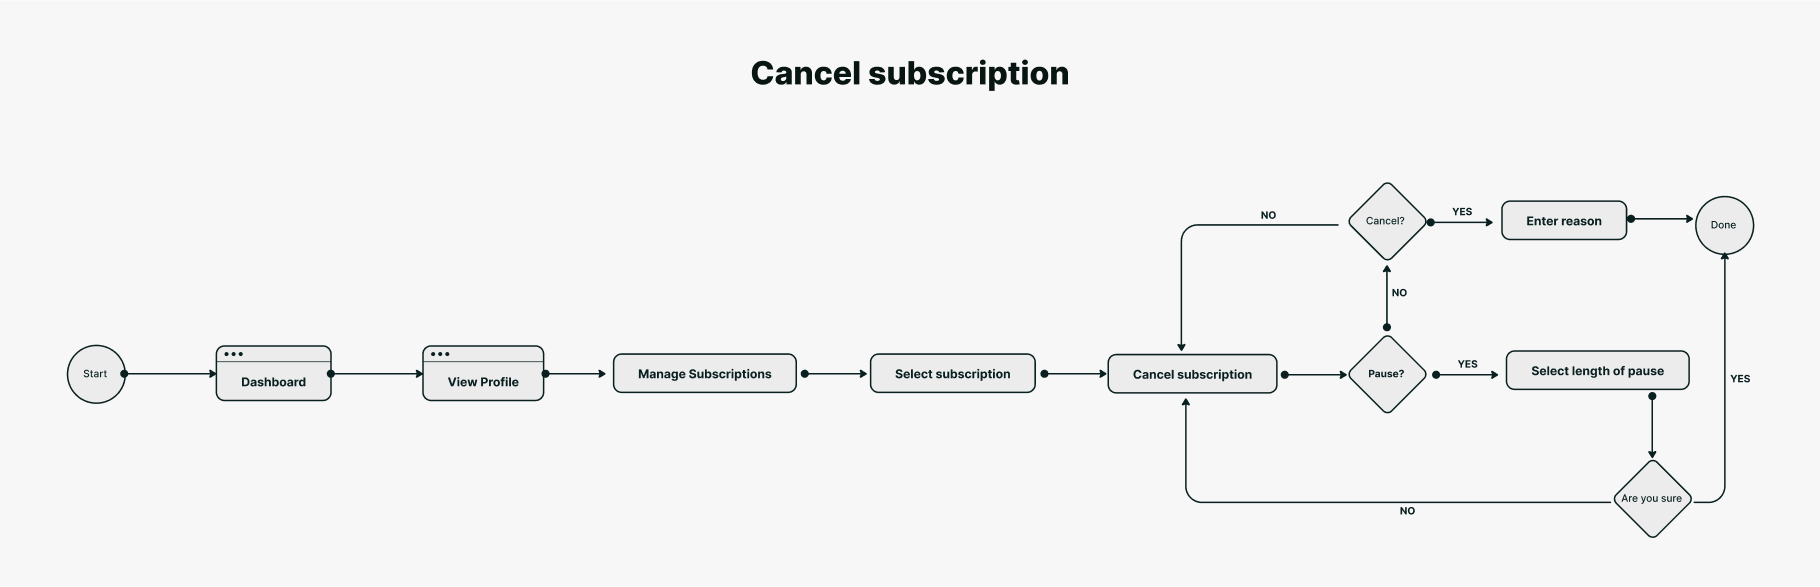 Cancel subscription
Start
Dashboard
View Profile
Manage Subscriptions
Select subscription
Cancel subscription
Pause?
NO
Cancel?
NO
YES
Enter reason
Done
YES
Select length of pause
Are you sure
YES
NO